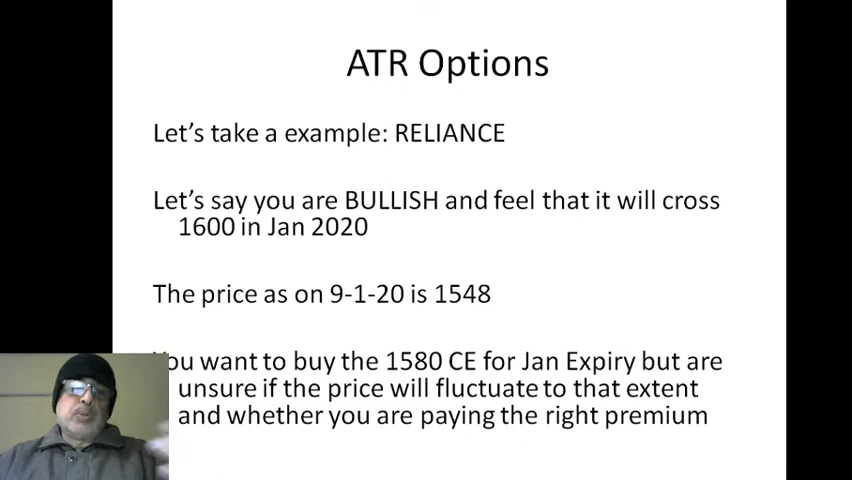 ATR Options
Let's take a example: RELIANCE
Let's say you are BULLISH and feel that it will cross
1600 in Jan 2020
The price as on 9-1-20 is 1548
You want to buy the 1580 CE for Jan Expiry but are
unsure if the price will fluctuate to that extent
and whether you are paying the right premium